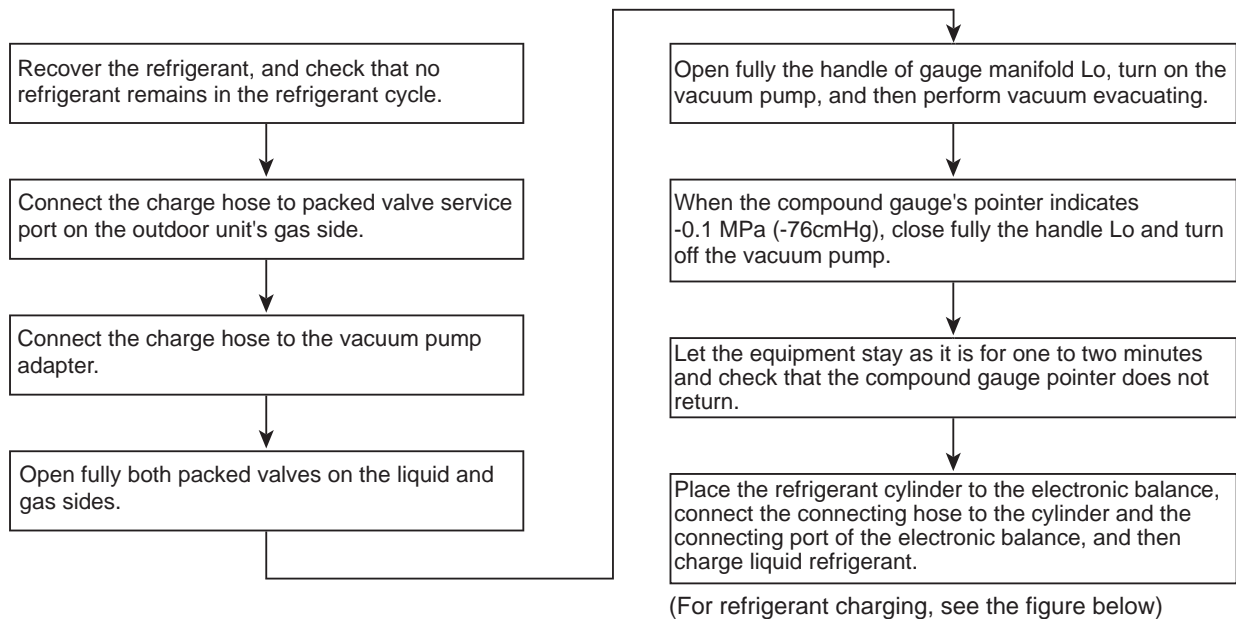 Recover the refrigerant, and check that no
refrigerant remains in the refrigerant cycle.
Connect the charge hose to packed valve service
port on the outdoor unit's gas side.
Connect the charge hose to the vacuum pump
adapter.
Open fully both packed valves on the liquid and
gas sides.
Open fully the handle of gauge manifold Lo, turn on the
vacuum pump, and then perform vacuum evacuating.
When the compound gauge's pointer indicates
-0.1 MPa (-76cmHg), close fully the handle Lo and turn
off the vacuum pump.
Let the equipment stay as it is for one to two minutes
and check that the compound gauge pointer does not
return.
Place the refrigerant cylinder to the electronic balance,
connect the connecting hose to the cylinder and the
connecting port of the electronic balance, and then
charge liquid refrigerant.
(For refrigerant charging, see the figure below)